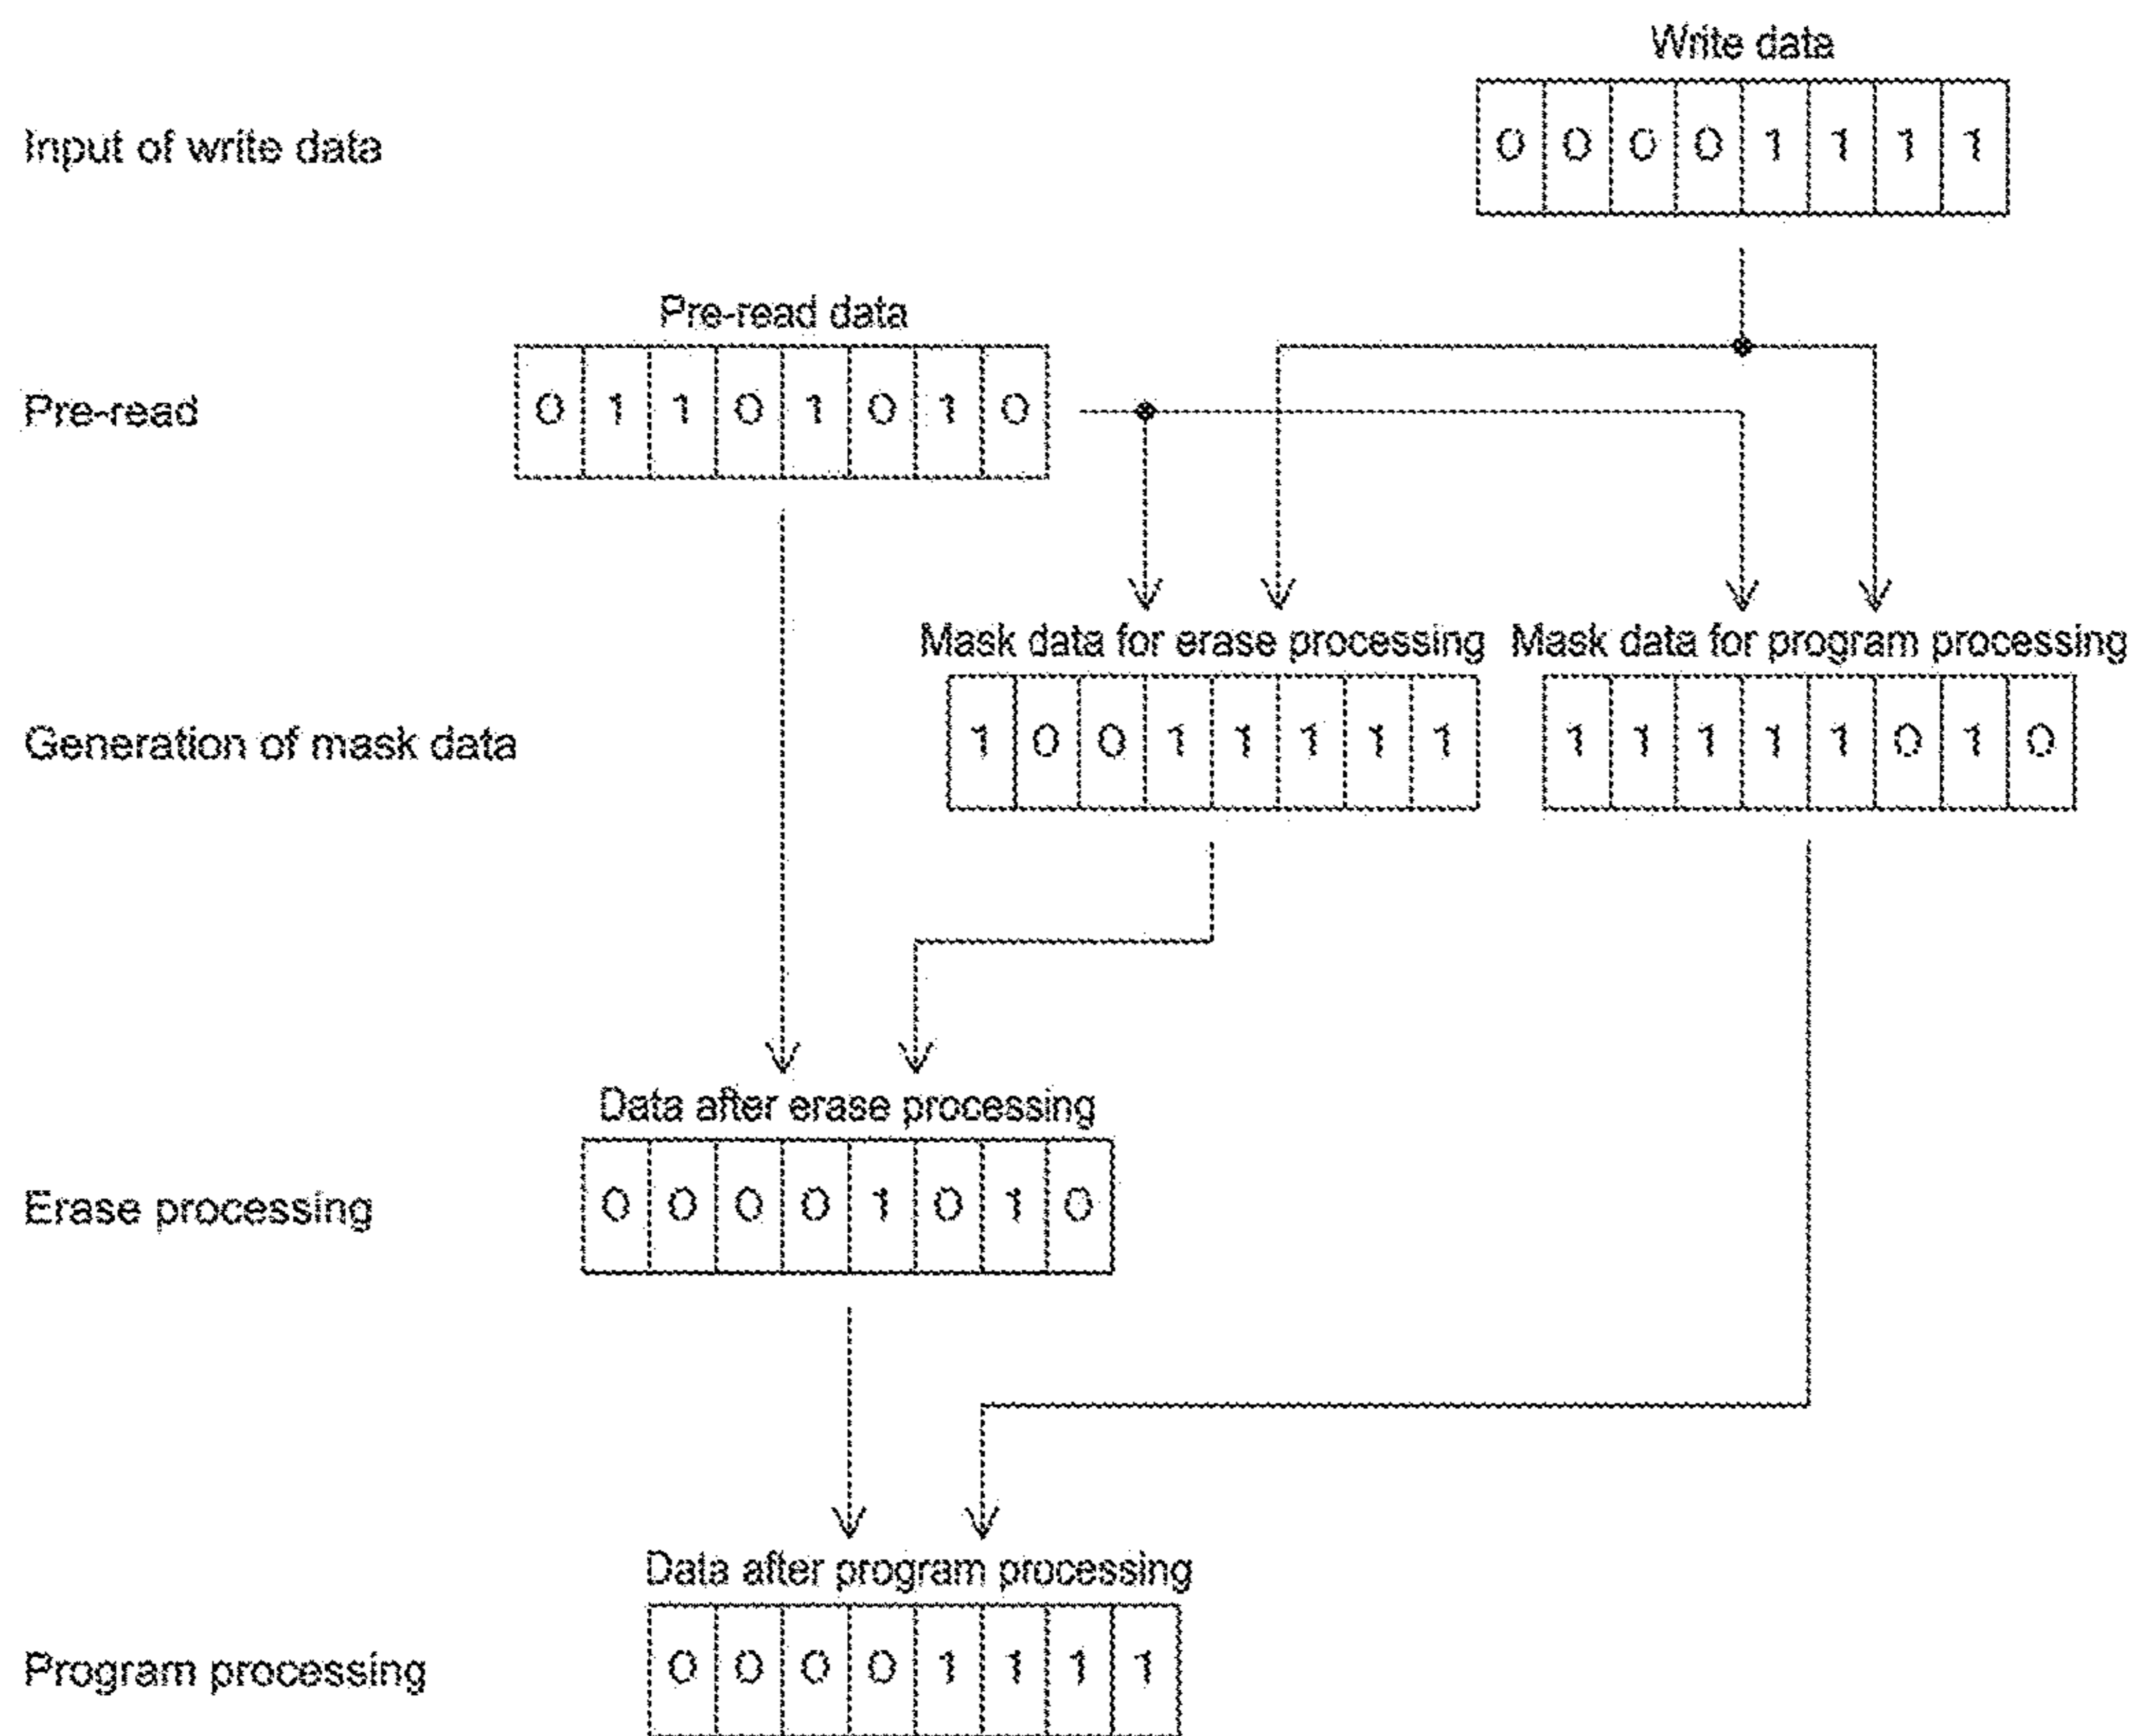 Write data
Input of write data
0 0 0 0 1 1 1 1
Pre-read data
Pre-read
0 1 1 0 1 0 1 0
Mask data for erase processing
Mask data for program processing
Generation of mask data
1 0 0 1 1 1 1 1
1 1 1 1 1 0 1 0
Data after erase processing
Erase processing
0 0 0 0 1 0 1 0
Data after program processing
Program processing
0 0 0 0 1 1 1 1